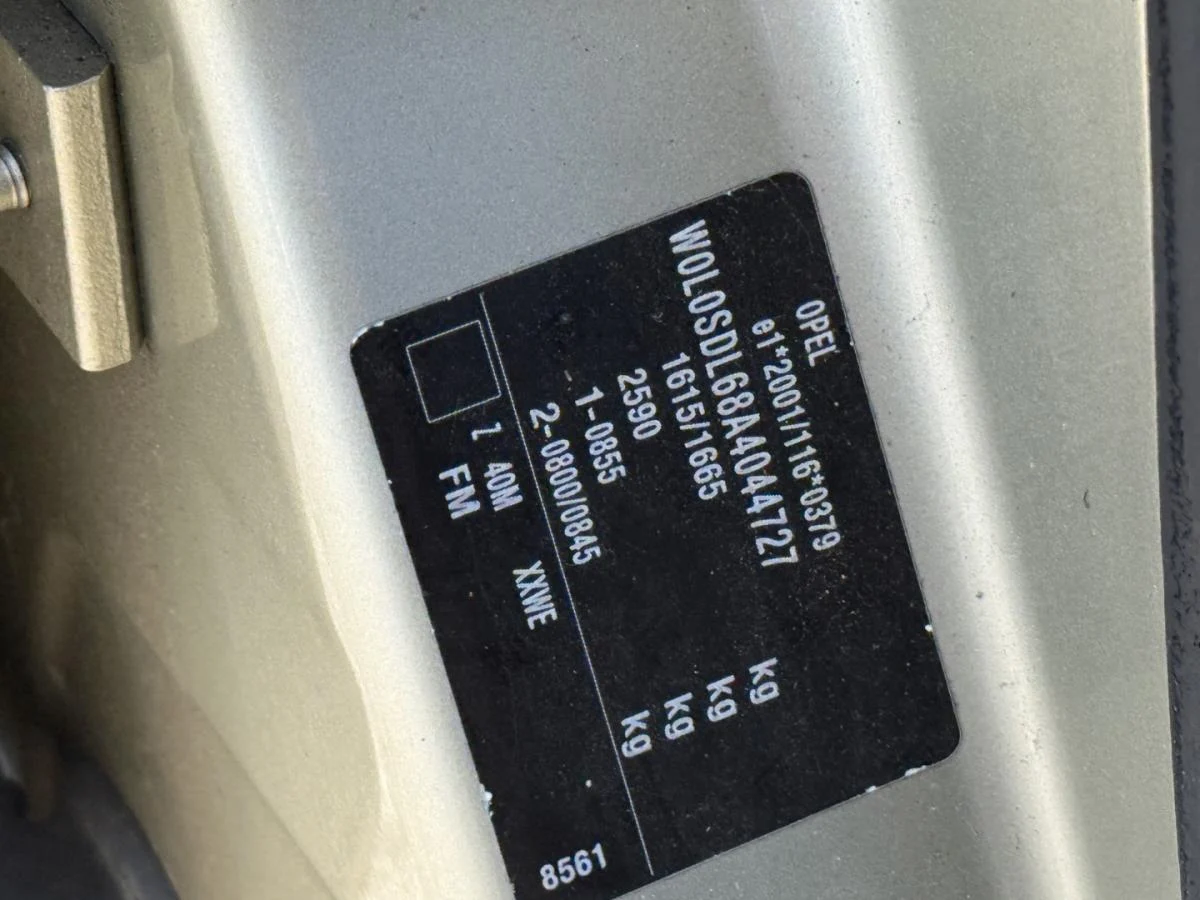 OPEL
e1*2001/116*0379
W0L0SDL68A4044727
1615/1665 kg
2590 kg
1-0855 kg
2-0800/0845 kg
Z 40M XXWE
FM
8561